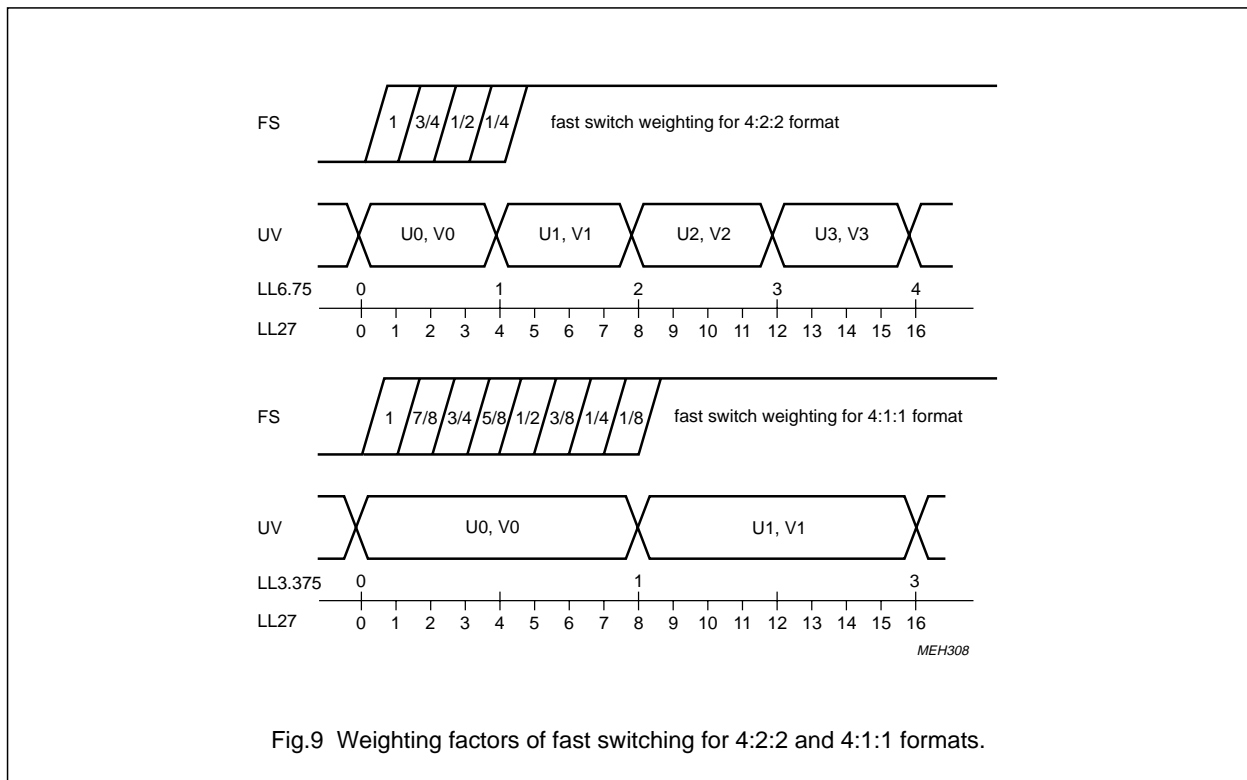 FS 1 3/4 1/2 1/4 fast switch weighting for 4:2:2 format
UV U0, V0 U1, V1 U2, V2 U3, V3
LL6.75 0 1 2 3 4
LL27 0 1 2 3 4 5 6 7 8 9 10 11 12 13 14 15 16
FS 1 7/8 3/4 5/8 1/2 3/8 1/4 1/8 fast switch weighting for 4:1:1 format
UV U0, V0 U1, V1
LL3.375 0 1 3
LL27 0 1 2 3 4 5 6 7 8 9 10 11 12 13 14 15 16
MEH308
Fig.9 Weighting factors of fast switching for 4:2:2 and 4:1:1 formats.